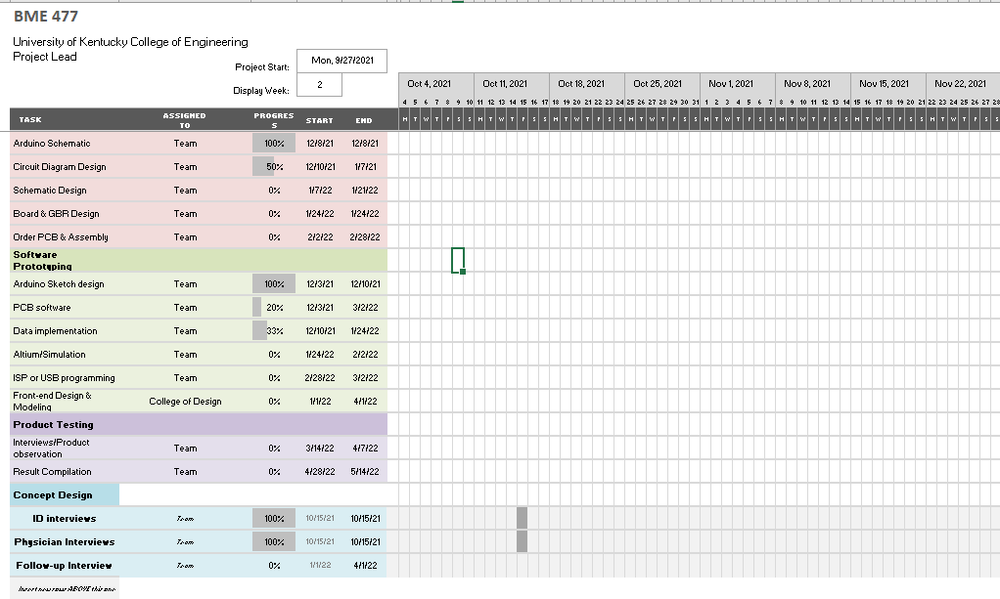 BME 477
University of Kentucky College of Engineering
Project Lead
Project Start: Mon, 9/27/2021
Display Week: 2
Oct 4, 2021 Oct 11, 2021 Oct 18, 2021 Oct 25, 2021 Nov 1, 2021 Nov 8, 2021 Nov 15, 2021 Nov 22, 2021
4 5 6 7 8 9 10 11 12 13 14 15 16 17 18 19 20 21 22 23 24 25 26 27 28 29 30 31 1 2 3 4 5 6 7 8 9 10 11 12 13 14 15 16 17 18 19 20 21 22 23 24 25 26 27 28
TASK ASSIGNED TO PROGRESS START END M T W T F S S M T W T F S S M T W T F S S M T W T F S S M T W T F S S M T W T F S S M T W T F S S M T W T F S S
Arduino Schematic Team 100% 12/8/21 12/8/21
Circuit Diagram Design Team 50% 12/10/21 1/7/21
Schematic Design Team 0% 1/7/22 1/21/22
Board & GBR Design Team 0% 1/24/22 1/24/22
Order PCB & Assembly Team 0% 2/2/22 2/28/22
Software
Prototyping
Arduino Sketch design Team 100% 12/3/21 12/10/21
PCB software Team 20% 12/3/21 3/2/22
Data implementation Team 33% 12/10/21 1/24/22
Altium/Simulation Team 0% 1/24/22 2/2/22
ISP or USB programming Team 0% 2/28/22 3/2/22
Front-end Design &
Modeling College of Design 0% 1/1/22 4/1/22
Product Testing
Interviews/Product
observation Team 0% 3/14/22 4/7/22
Result Compilation Team 0% 4/28/22 5/14/22
Concept Design
ID interviews Team 100% 10/15/21 10/15/21
Physician Interviews Team 100% 10/15/21 10/15/21
Follow-up Interview Team 0% 1/1/22 4/1/22
Insert new rows ABOVE this one